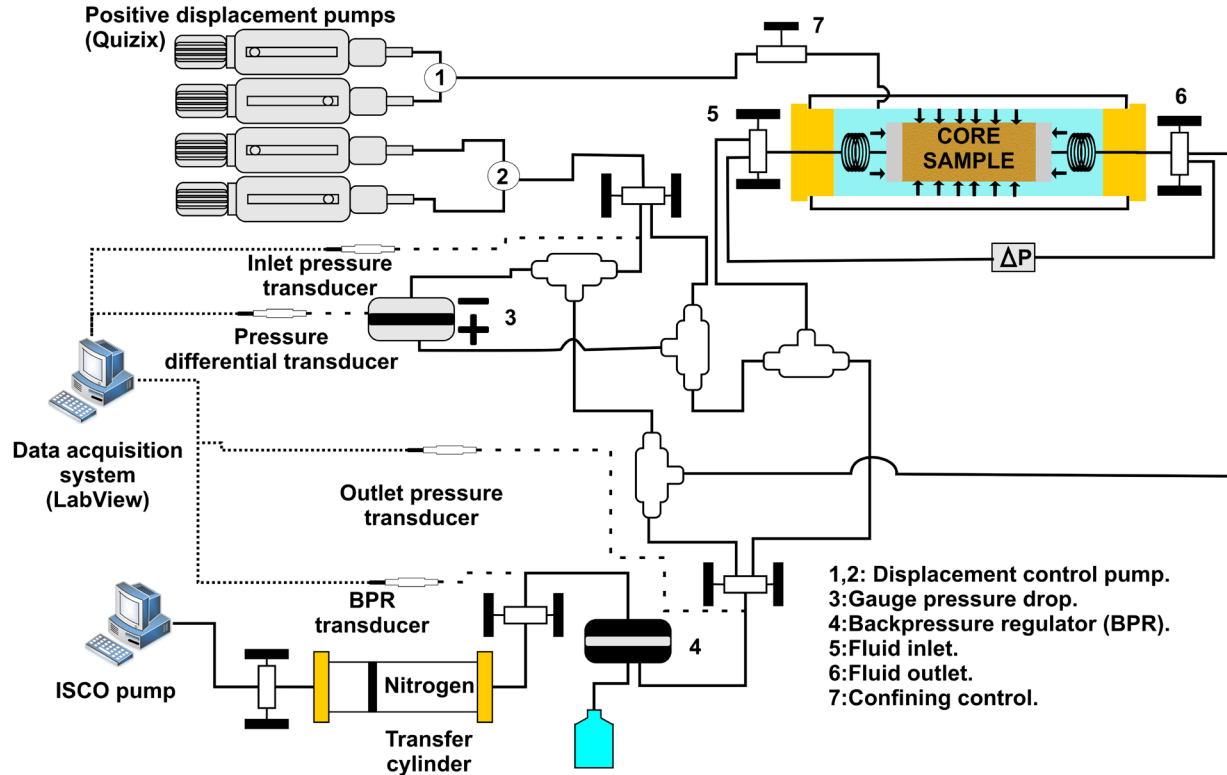 Positive displacement pumps
(Quizix)
1
2
7
5
6
CORE
SAMPLE
ΔP
Inlet pressure
transducer
3
Pressure
differential transducer
Data acquisition
system
(LabView)
Outlet pressure
transducer
BPR
transducer
4
ISCO pump
Nitrogen
Transfer
cylinder
1,2: Displacement control pump.
3:Gauge pressure drop.
4:Backpressure regulator (BPR).
5:Fluid inlet.
6:Fluid outlet.
7:Confining control.